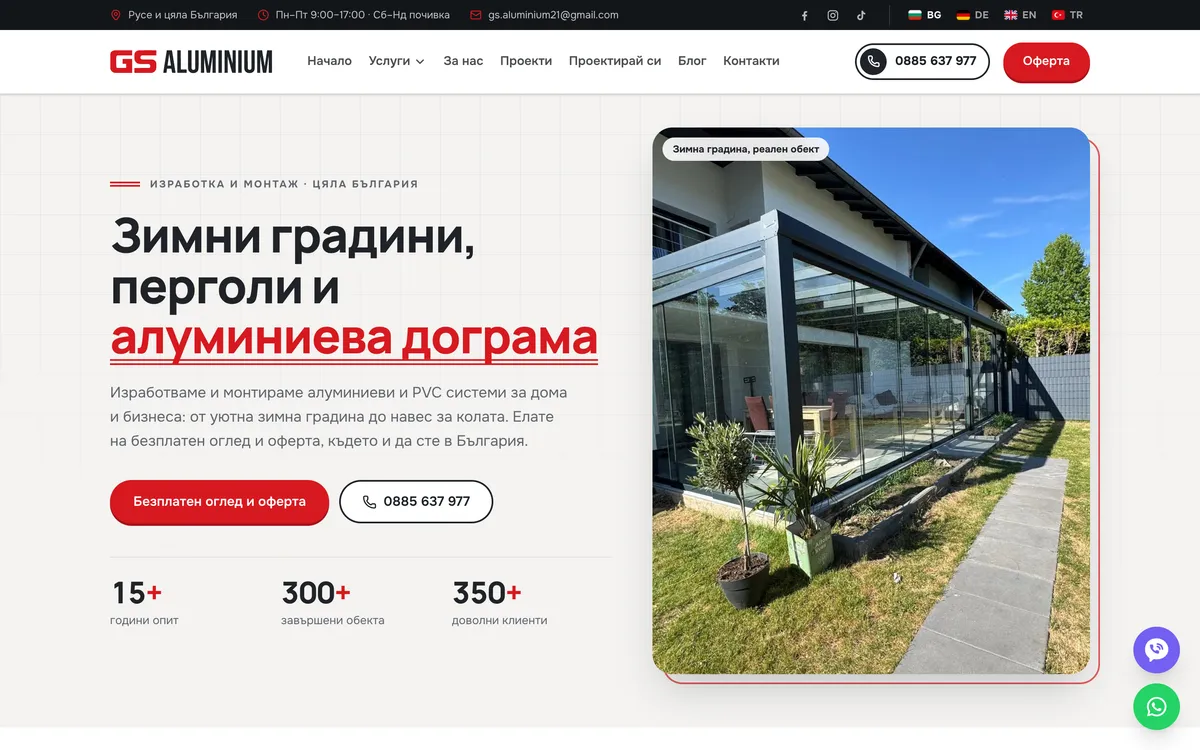 Русе и цяла България
Пн–Пт 9:00–17:00 · Сб–Нд почивка
gs.aluminium21@gmail.com
BG
DE
EN
TR
GS ALUMINIUM
Начало
Услуги
За нас
Проекти
Проектирай си
Блог
Контакти
0885 637 977
Оферта
Зимна градина, реален обект
ИЗРАБОТКА И МОНТАЖ · ЦЯЛА БЪЛГАРИЯ
Зимни градини,
перголи и
алуминиева дограма
Изработваме и монтираме алуминиеви и PVC системи за дома
и бизнеса: от уютна зимна градина до навес за колата. Елате
на безплатен оглед и оферта, където и да сте в България.
Безплатен оглед и оферта
0885 637 977
15+
години опит
300+
завършени обекта
350+
доволни клиенти